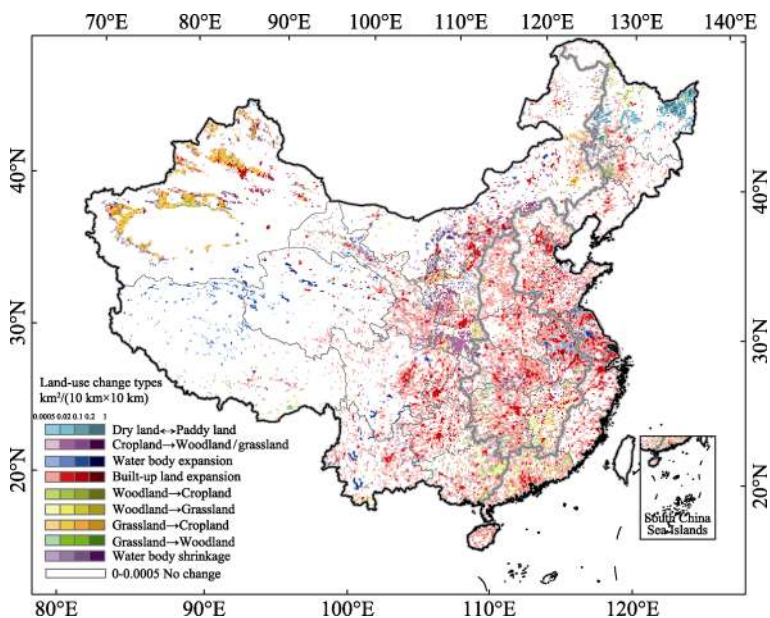 70°E 80°E 85°E 90°E 100°E 110°E 120°E 130°E 140°E
40°N
30°N
20°N
40°N
30°N
20°N
Land-use change types
km²/(10 km×10 km)
0.0005 0.02 0.1 0.2 1
Dry land↔Paddy land
Cropland→Woodland/grassland
Water body expansion
Built-up land expansion
Woodland→Cropland
Woodland→Grassland
Grassland→Cropland
Grassland→Woodland
Water body shrinkage
0–0.0005 No change
South China
Sea Islands
80°E 90°E 100°E 110°E 120°E